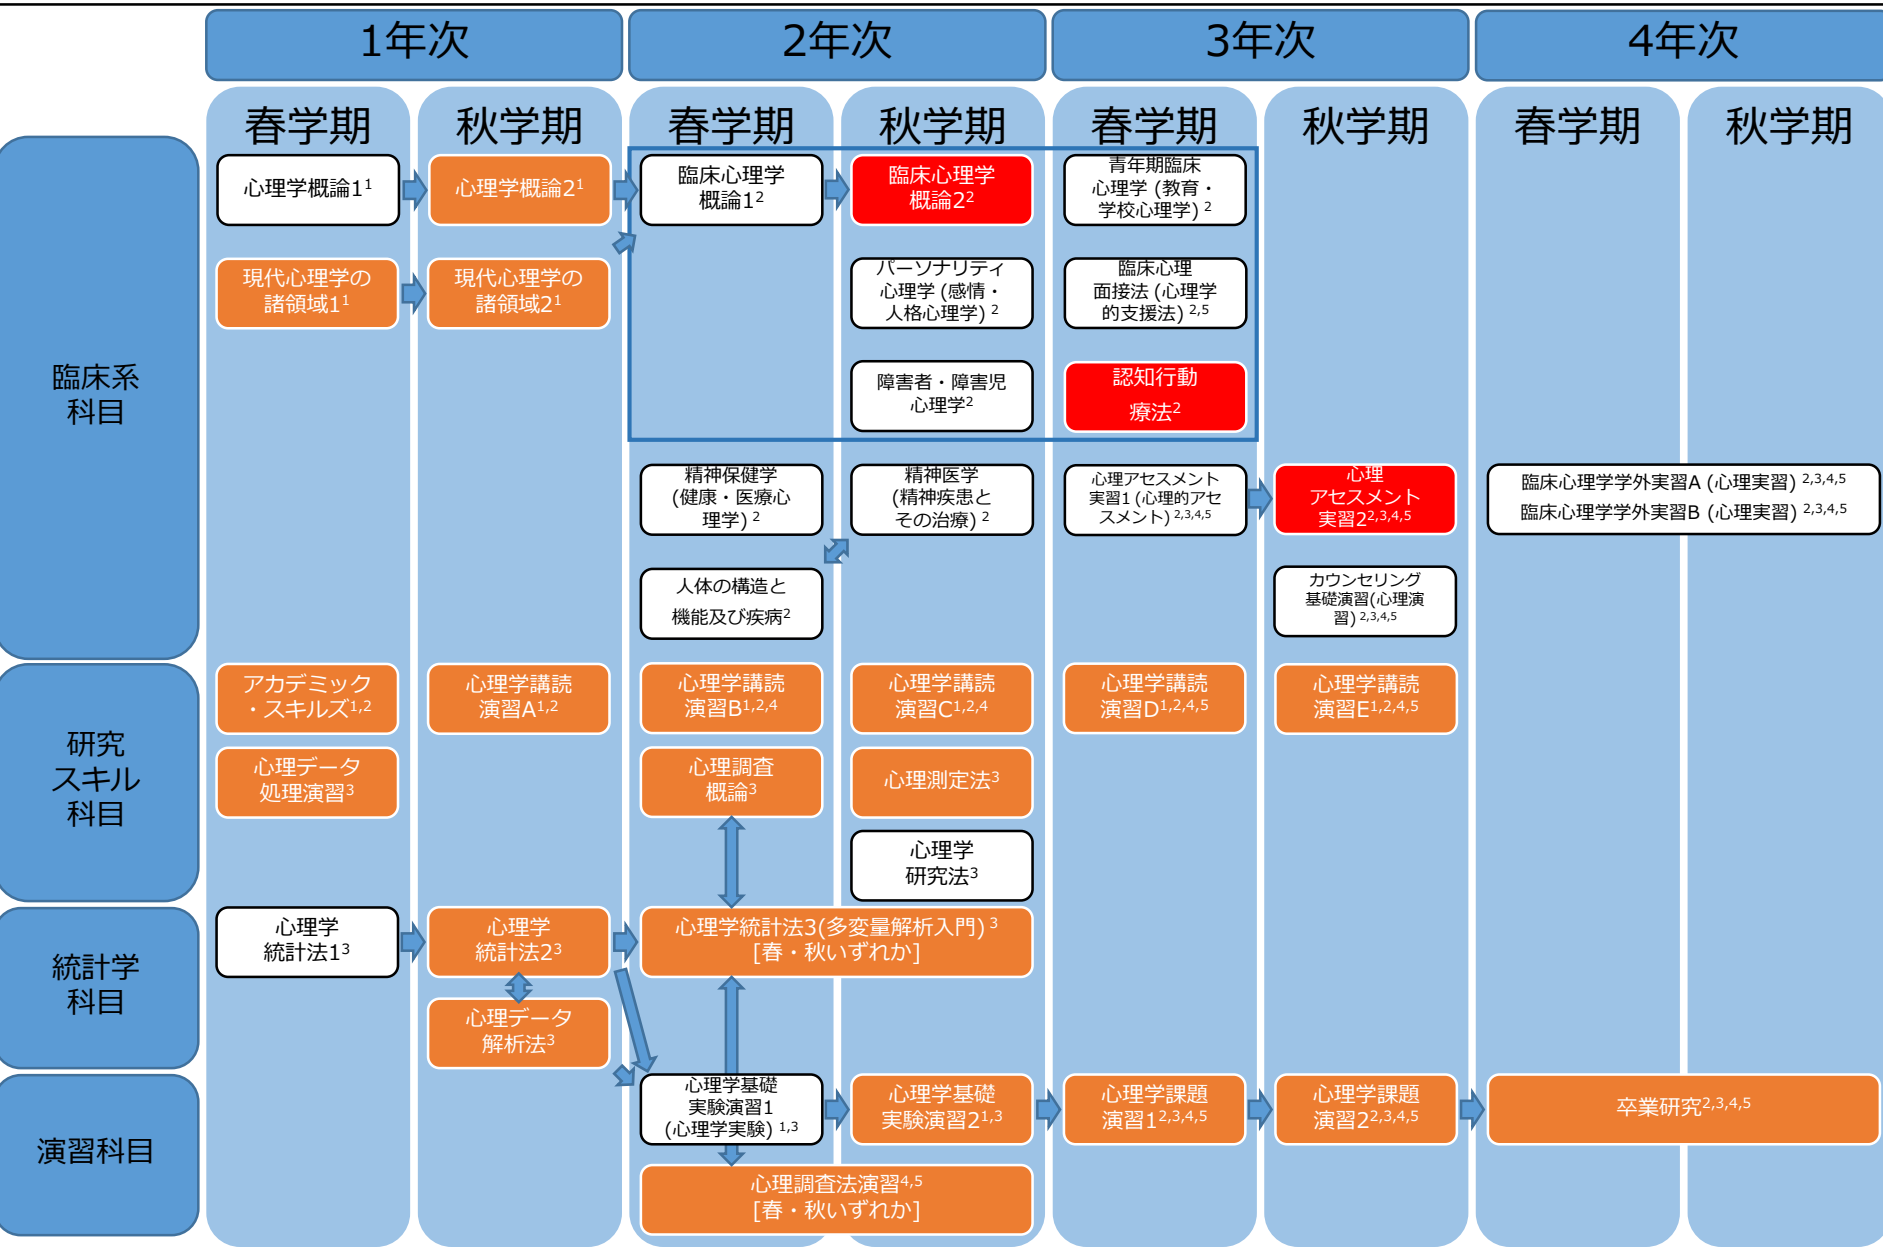 1年次
2年次
3年次
4年次
春学期
秋学期
春学期
秋学期
春学期
秋学期
春学期
秋学期
臨床系
科目
心理学概論1¹
心理学概論2¹
臨床心理学
概論1²
臨床心理学
概論2²
青年期臨床
心理学 (教育・
学校心理学) ²
現代心理学の
諸領域1¹
現代心理学の
諸領域2¹
パーソナリティ
心理学 (感情・
人格心理学) ²
臨床心理
面接法 (心理学
的支援法) ²,⁵
障害者・障害児
心理学²
認知行動
療法²
精神保健学
(健康・医療心
理学) ²
精神医学
(精神疾患と
その治療) ²
心理アセスメント
実習1 (心理的アセ
スメント) ²,³,⁴,⁵
心理
アセスメント
実習2²,³,⁴,⁵
臨床心理学学外実習A (心理実習) ²,³,⁴,⁵
臨床心理学学外実習B (心理実習) ²,³,⁴,⁵
人体の構造と
機能及び疾病²
カウンセリング
基礎演習(心理演
習) ²,³,⁴,⁵
研究
スキル
科目
アカデミック
・スキルズ¹,²
心理学講読
演習A¹,²
心理学講読
演習B¹,²,⁴
心理学講読
演習C¹,²,⁴
心理学講読
演習D¹,²,⁴,⁵
心理学講読
演習E¹,²,⁴,⁵
心理データ
処理演習³
心理調査
概論³
心理測定法³
心理学
研究法³
統計学
科目
心理学
統計法1³
心理学
統計法2³
心理学統計法3(多変量解析入門) ³
[春・秋いずれか]
心理データ
解析法³
演習科目
心理学基礎
実験演習1
(心理学実験) ¹,³
心理学基礎
実験演習2¹,³
心理学課題
演習1²,³,⁴,⁵
心理学課題
演習2²,³,⁴,⁵
卒業研究²,³,⁴,⁵
心理調査法演習⁴,⁵
[春・秋いずれか]